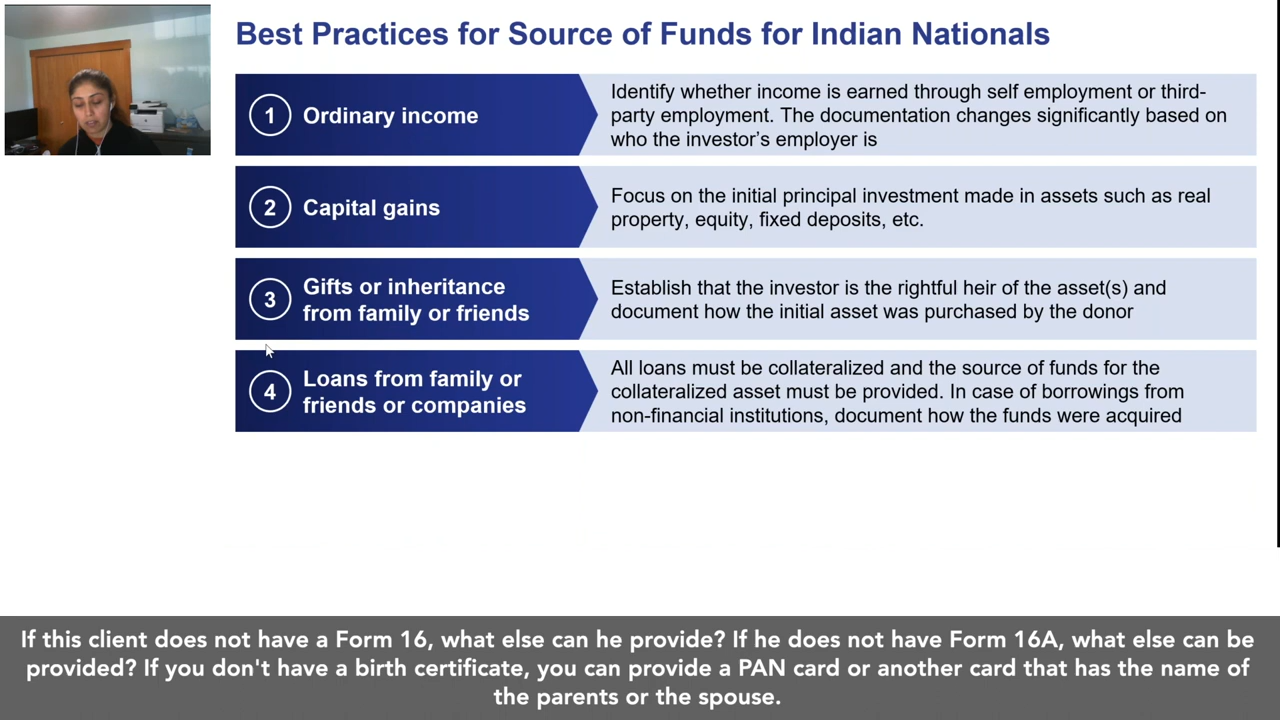 Best Practices for Source of Funds for Indian Nationals
1
Ordinary income
Identify whether income is earned through self employment or third-
party employment. The documentation changes significantly based on
who the investor's employer is
2
Capital gains
Focus on the initial principal investment made in assets such as real
property, equity, fixed deposits, etc.
3
Gifts or inheritance
from family or friends
Establish that the investor is the rightful heir of the asset(s) and
document how the initial asset was purchased by the donor
4
Loans from family or
friends or companies
All loans must be collateralized and the source of funds for the
collateralized asset must be provided. In case of borrowings from
non-financial institutions, document how the funds were acquired
If this client does not have a Form 16, what else can he provide? If he does not have Form 16A, what else can be
provided? If you don't have a birth certificate, you can provide a PAN card or another card that has the name of
the parents or the spouse.